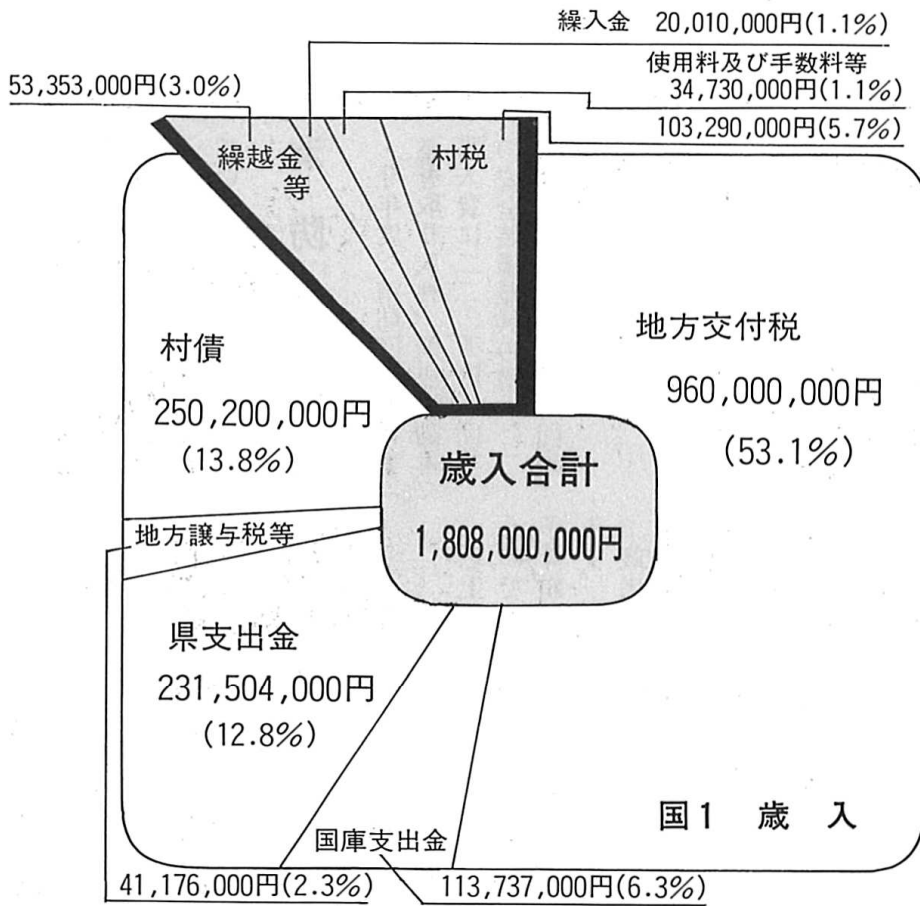 繰入金 20,010,000円(1.1%)
使用料及び手数料等
34,730,000円(1.1%)
53,353,000円(3.0%)
103,290,000円(5.7%)
繰越金
等
村税
地方交付税
960,000,000円
(53.1%)
村債
250,200,000円
(13.8%)
歳入合計
1,808,000,000円
地方譲与税等
県支出金
231,504,000円
(12.8%)
国1 歳 入
国庫支出金
41,176,000円(2.3%)
113,737,000円(6.3%)